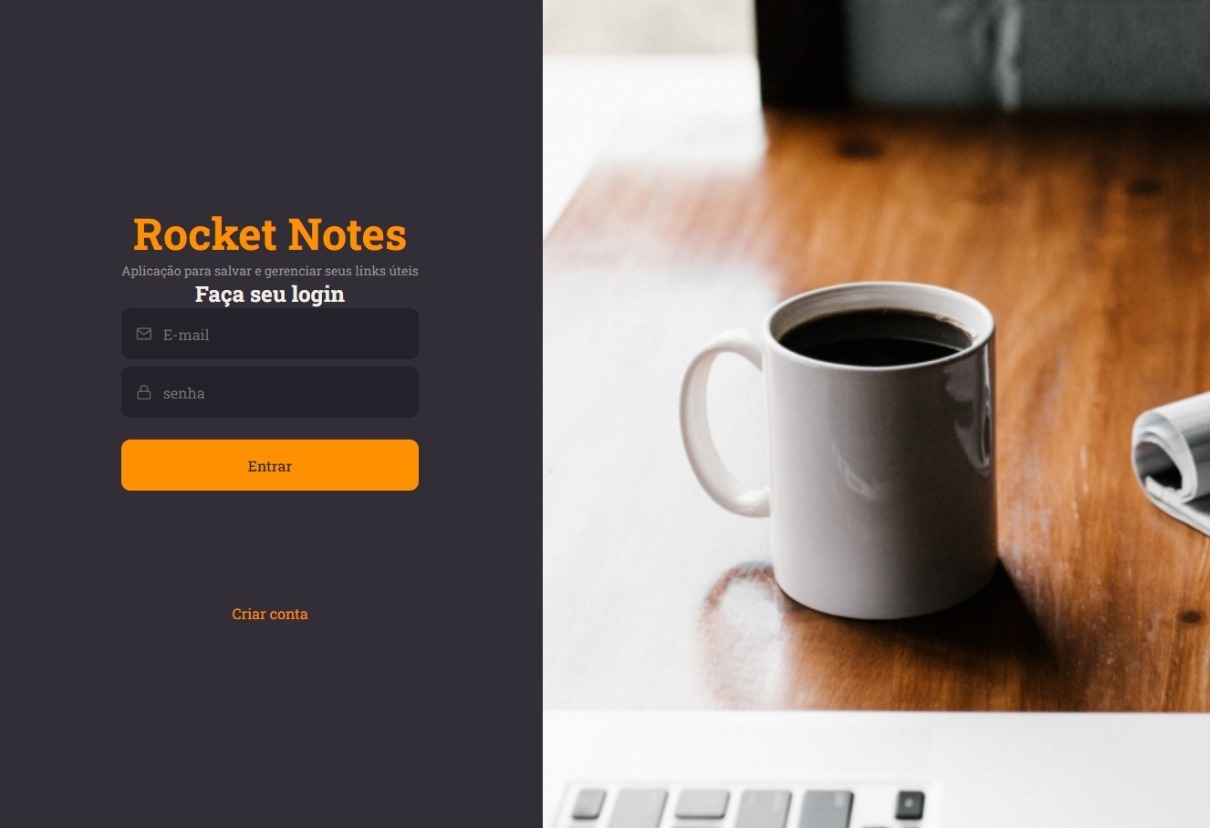 Rocket Notes
Aplicação para salvar e gerenciar seus links úteis
Faça seu login
E-mail
senha
Entrar
Criar conta